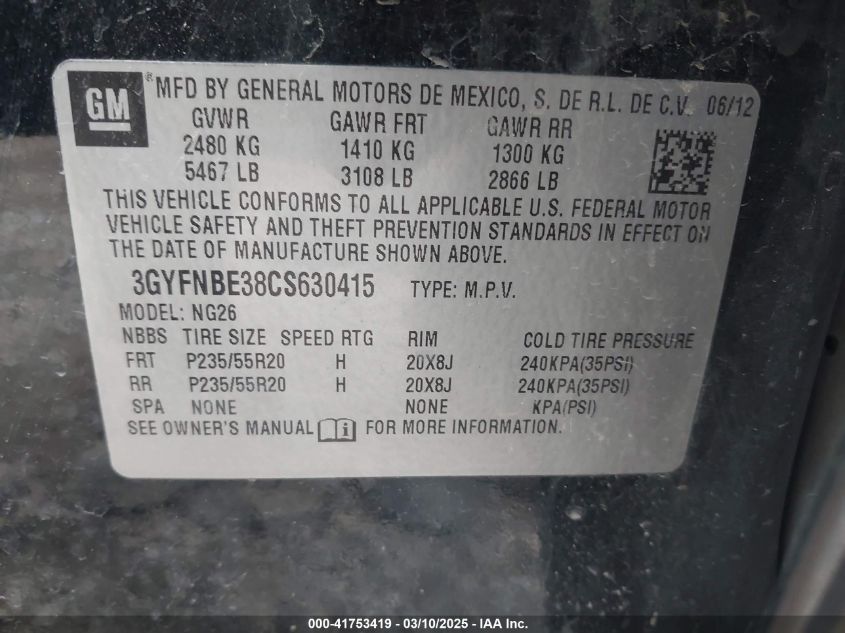 GM ® MFD BY GENERAL MOTORS DE MEXICO, S. DE R.L. DE C.V. 06/12
GVWR GAWR FRT GAWR RR
2480 KG 1410 KG 1300 KG
5467 LB 3108 LB 2866 LB
THIS VEHICLE CONFORMS TO ALL APPLICABLE U.S. FEDERAL MOTOR
VEHICLE SAFETY AND THEFT PREVENTION STANDARDS IN EFFECT ON
THE DATE OF MANUFACTURE SHOWN ABOVE.
3GYFNBE38CS630415 TYPE: M.P.V.
MODEL: NG26
NBBS TIRE SIZE SPEED RTG RIM COLD TIRE PRESSURE
FRT P235/55R20 H 20X8J 240KPA(35PSI)
RR P235/55R20 H 20X8J 240KPA(35PSI)
SPA NONE NONE KPA(PSI)
SEE OWNER'S MANUAL i FOR MORE INFORMATION.
000-41753419 - 03/10/2025 - IAA Inc.